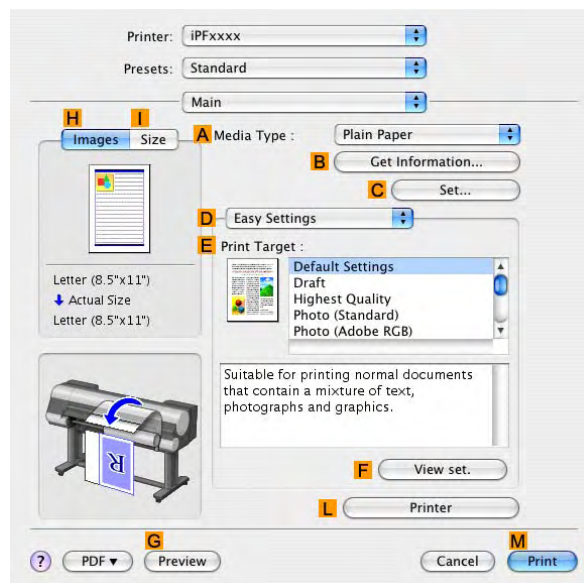 Printer: iPFxxxx
Presets: Standard
Main
H I
Images Size
A Media Type : Plain Paper
B Get Information...
C Set...
D Easy Settings
E Print Target :
Default Settings
Draft
Highest Quality
Photo (Standard)
Photo (Adobe RGB)
Letter (8.5"x11")
Actual Size
Letter (8.5"x11")
Suitable for printing normal documents
that contain a mixture of text,
photographs and graphics.
R
F View set.
L Printer
G M
? PDF▼ Preview Cancel Print